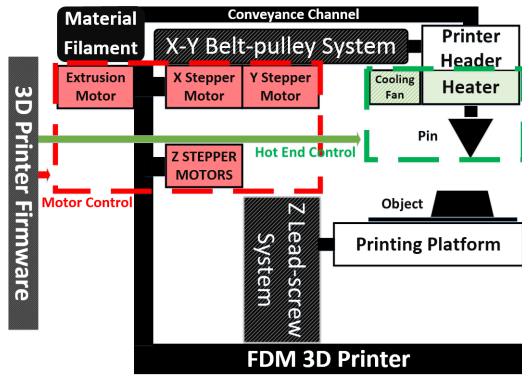 Conveyance Channel
Material
Filament
X-Y Belt-pulley System
Printer
Header
Extrusion
Motor
X Stepper
Motor
Y Stepper
Motor
Cooling
Fan
Heater
3D Printer Firmware
Hot End Control
Pin
Z STEPPER
MOTORS
Motor Control
Object
Z Lead-screw
System
Printing Platform
FDM 3D Printer